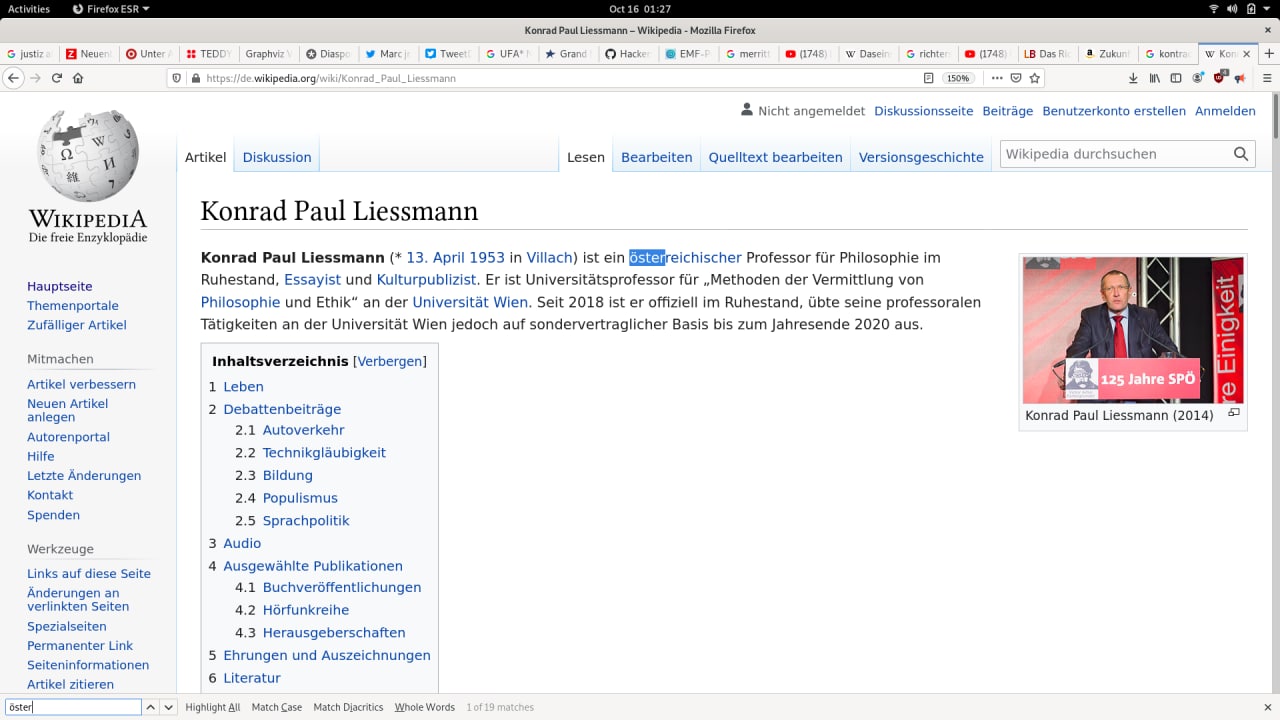 Activities Firefox ESR Oct 16 01:27
Konrad Paul Liessmann – Wikipedia - Mozilla Firefox
justiz a Neuen Unter A TEDDY Graphviz Diaspo Marc je TweetD UFA* N Grand Hacker EMF-P merritt (1748) Dasein richter (1748) Das Ric Zukun kontra Kon
https://de.wikipedia.org/wiki/Konrad_Paul_Liessmann 150%
Nicht angemeldet Diskussionsseite Beiträge Benutzerkonto erstellen Anmelden
Artikel Diskussion Lesen Bearbeiten Quelltext bearbeiten Versionsgeschichte Wikipedia durchsuchen
WIKIPEDIA
Die freie Enzyklopädie
Hauptseite
Themenportale
Zufälliger Artikel
Mitmachen
Artikel verbessern
Neuen Artikel
anlegen
Autorenportal
Hilfe
Letzte Änderungen
Kontakt
Spenden
Werkzeuge
Links auf diese Seite
Änderungen an
verlinkten Seiten
Spezialseiten
Permanenter Link
Seiteninformationen
Artikel zitieren
Konrad Paul Liessmann
Konrad Paul Liessmann (* 13. April 1953 in Villach) ist ein österreichischer Professor für Philosophie im
Ruhestand, Essayist und Kulturpublizist. Er ist Universitätsprofessor für „Methoden der Vermittlung von
Philosophie und Ethik“ an der Universität Wien. Seit 2018 ist er offiziell im Ruhestand, übte seine professoralen
Tätigkeiten an der Universität Wien jedoch auf sondervertraglicher Basis bis zum Jahresende 2020 aus.
Inhaltsverzeichnis [Verbergen]
1 Leben
2 Debattenbeiträge
2.1 Autoverkehr
2.2 Technikgläubigkeit
2.3 Bildung
2.4 Populismus
2.5 Sprachpolitik
3 Audio
4 Ausgewählte Publikationen
4.1 Buchveröffentlichungen
4.2 Hörfunkreihe
4.3 Herausgeberschaften
5 Ehrungen und Auszeichnungen
6 Literatur
125 Jahre SPÖ
re Einigkeit
Konrad Paul Liessmann (2014)
öster Highlight All Match Case Match Diacritics Whole Words 1 of 19 matches